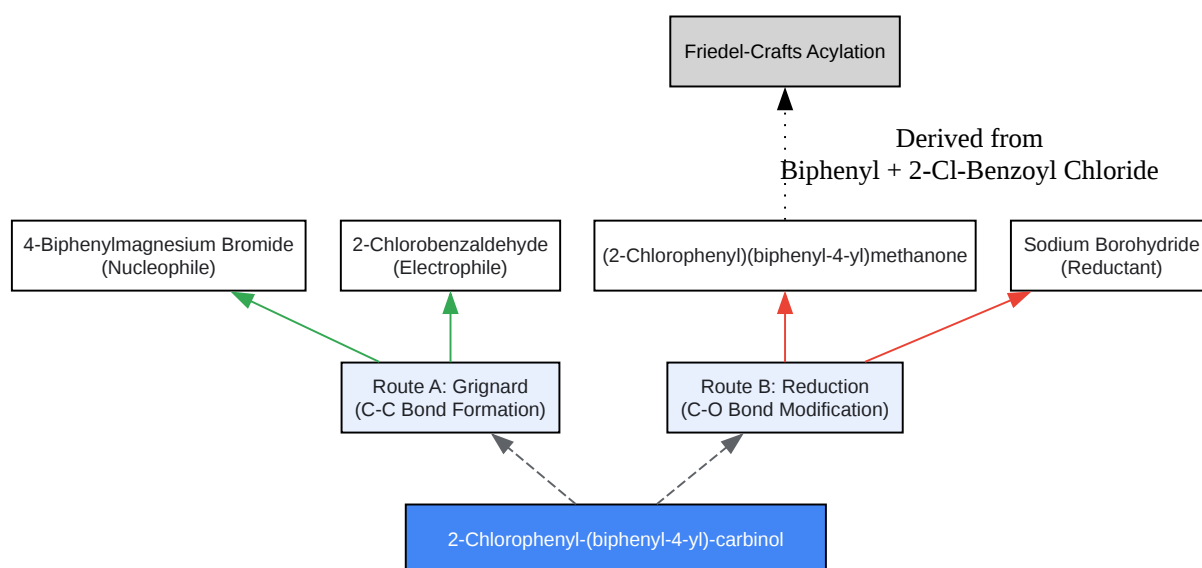 Friedel-Crafts Acylation
Derived from
Biphenyl + 2-Cl-Benzoyl Chloride
4-Biphenylmagnesium Bromide
(Nucleophile)
2-Chlorobenzaldehyde
(Electrophile)
(2-Chlorophenyl)(biphenyl-4-yl)methanone
Sodium Borohydride
(Reductant)
Route A: Grignard
(C-C Bond Formation)
Route B: Reduction
(C-O Bond Modification)
2-Chlorophenyl-(biphenyl-4-yl)-carbinol